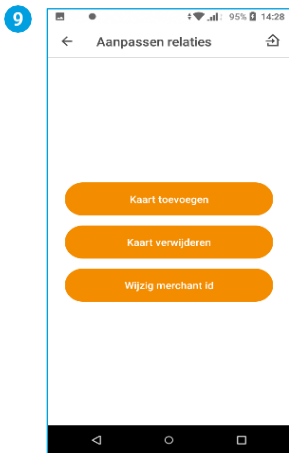 9
95% 14:28
Aanpassen relaties
Kaart toevoegen
Kaart verwijderen
Wijzig merchant id